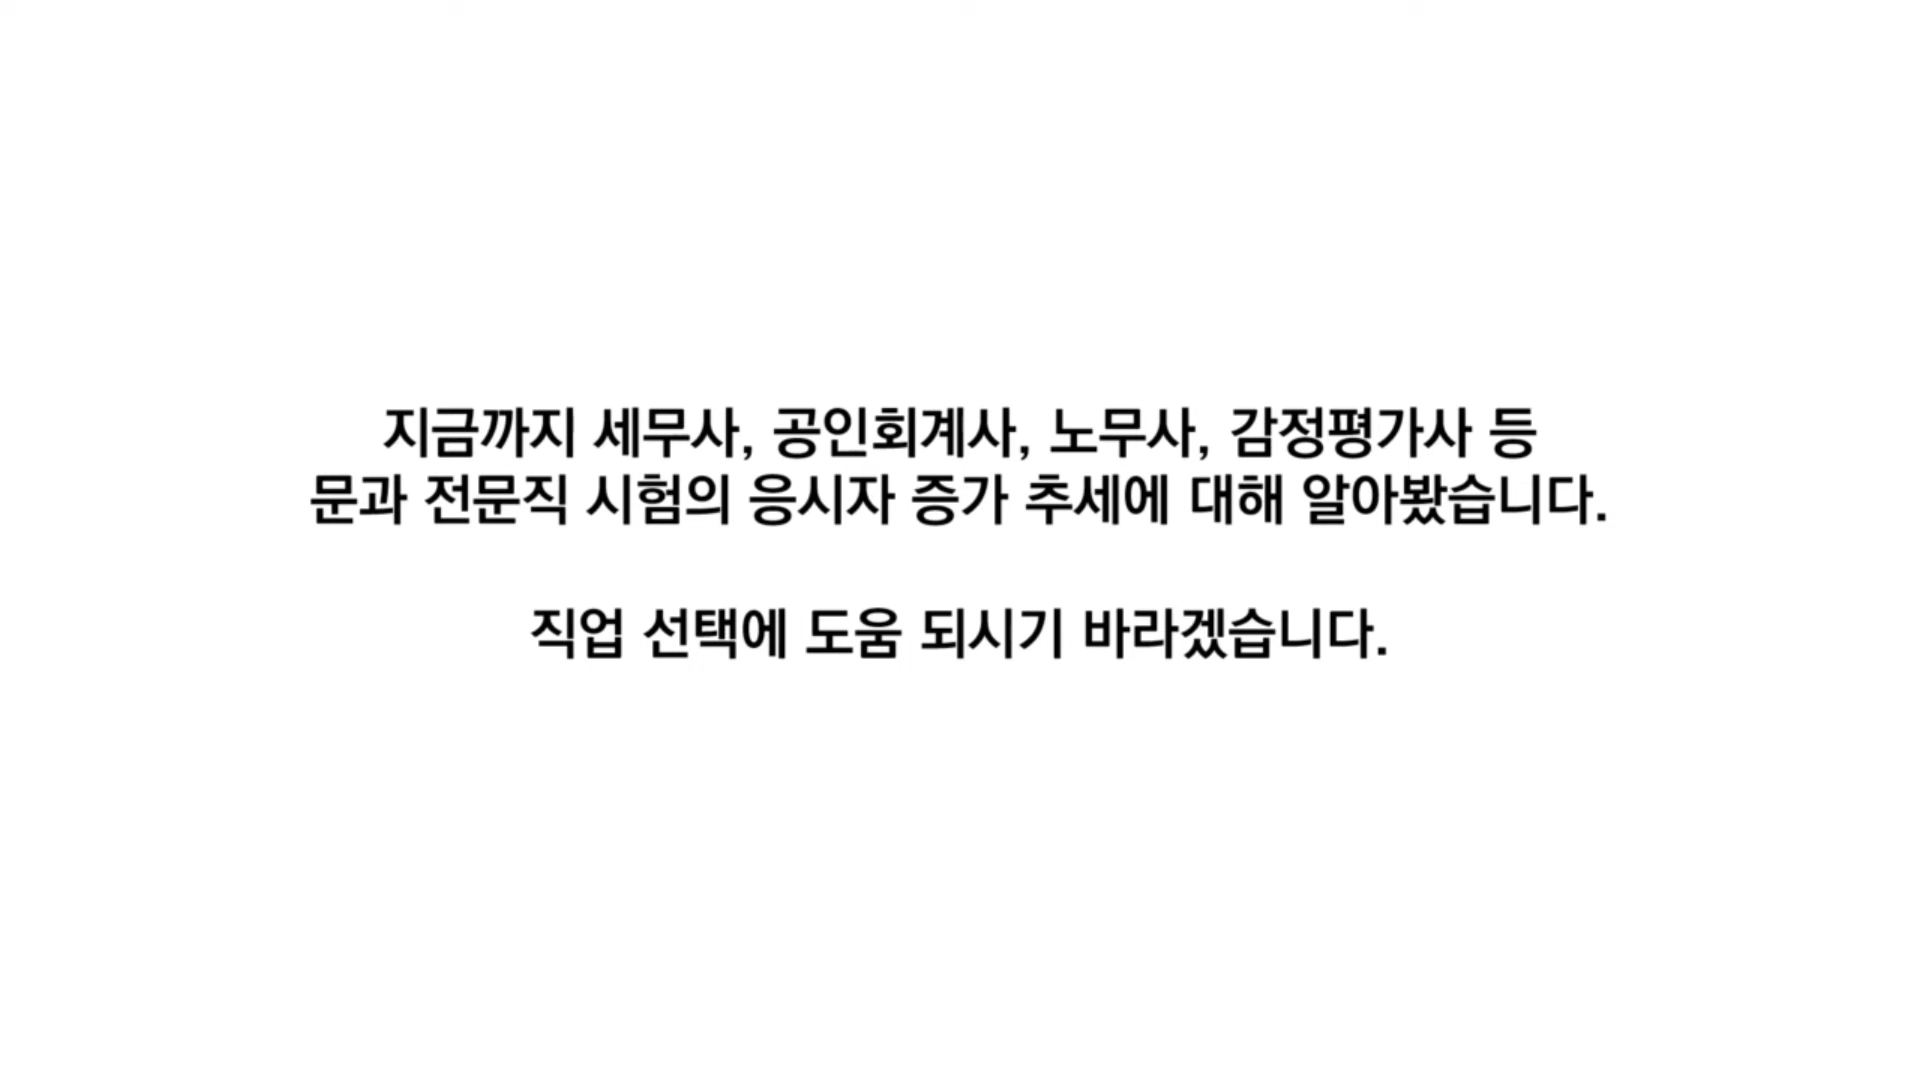 지금까지 세무사, 공인회계사, 노무사, 감정평가사 등
문과 전문직 시험의 응시자 증가 추세에 대해 알아봤습니다.
직업 선택에 도움 되시기 바라겠습니다.